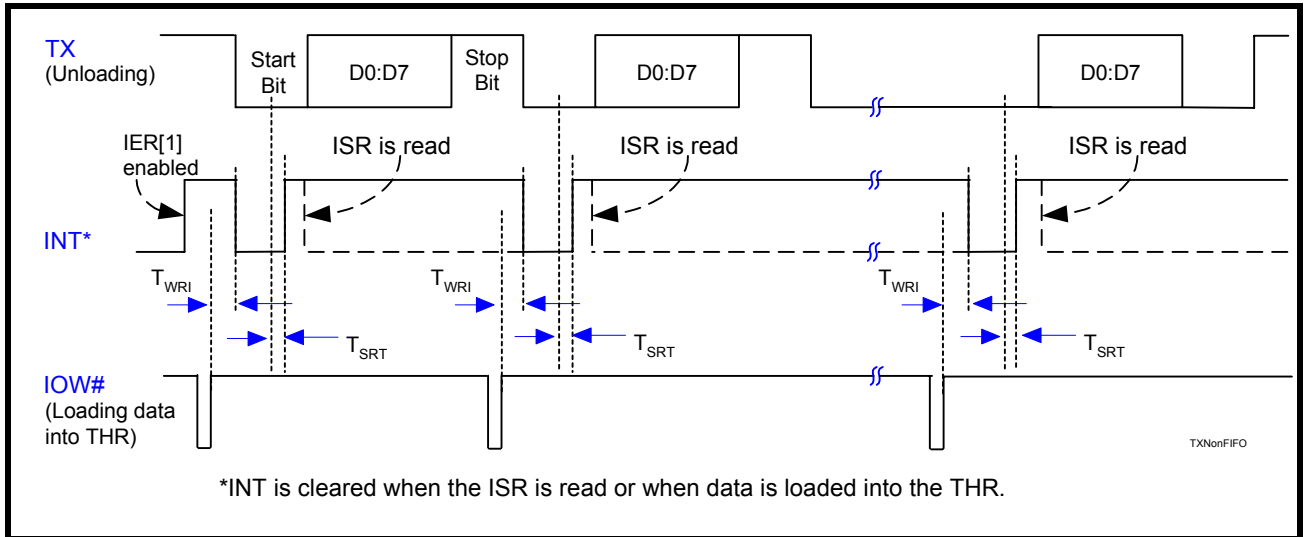 TX
(Unloading)
Start
Bit
D0:D7
Stop
Bit
D0:D7
D0:D7
IER[1]
enabled
ISR is read
ISR is read
ISR is read
INT*
TWRI
TWRI
TWRI
TSRT
TSRT
TSRT
IOW#
(Loading data
into THR)
TXNonFIFO
*INT is cleared when the ISR is read or when data is loaded into the THR.